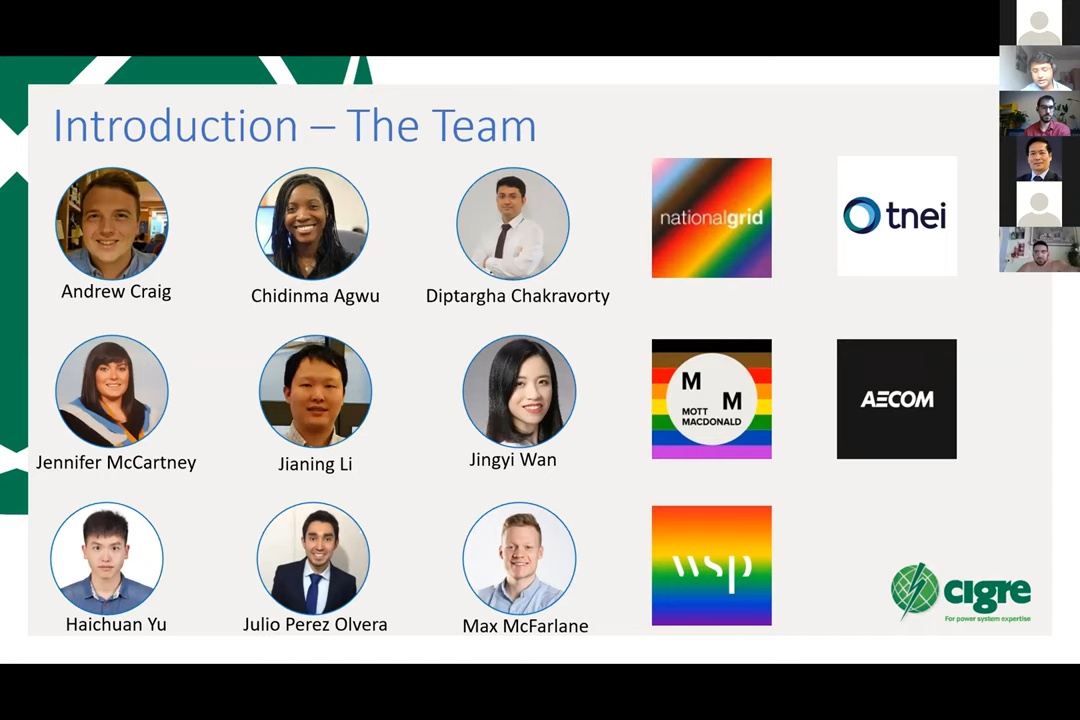 Introduction – The Team
Andrew Craig
Chidinma Agwu
Diptargha Chakravorty
nationalgrid
tnei
Jennifer McCartney
Jianing Li
Jingyi Wan
M
M
MOTT
MACDONALD
AECOM
Haichuan Yu
Julio Perez Olvera
Max McFarlane
wsp
cigre
For power system expertise